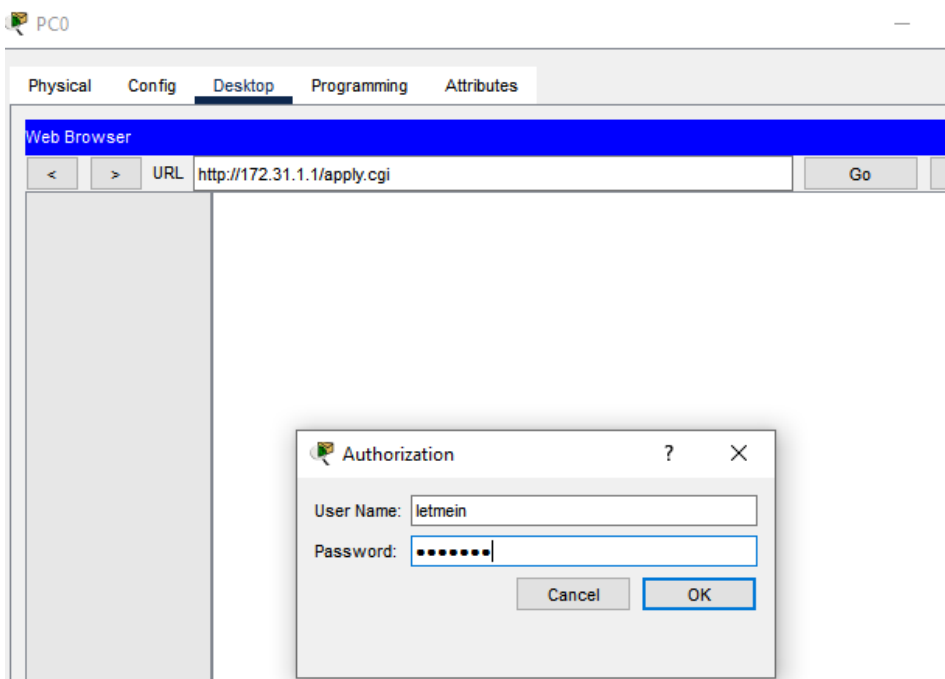 PC0
Physical Config Desktop Programming Attributes
Web Browser
< > URL http://172.31.1.1/apply.cgi Go
Authorization ?
User Name: letmein
Password: •••••••
Cancel OK